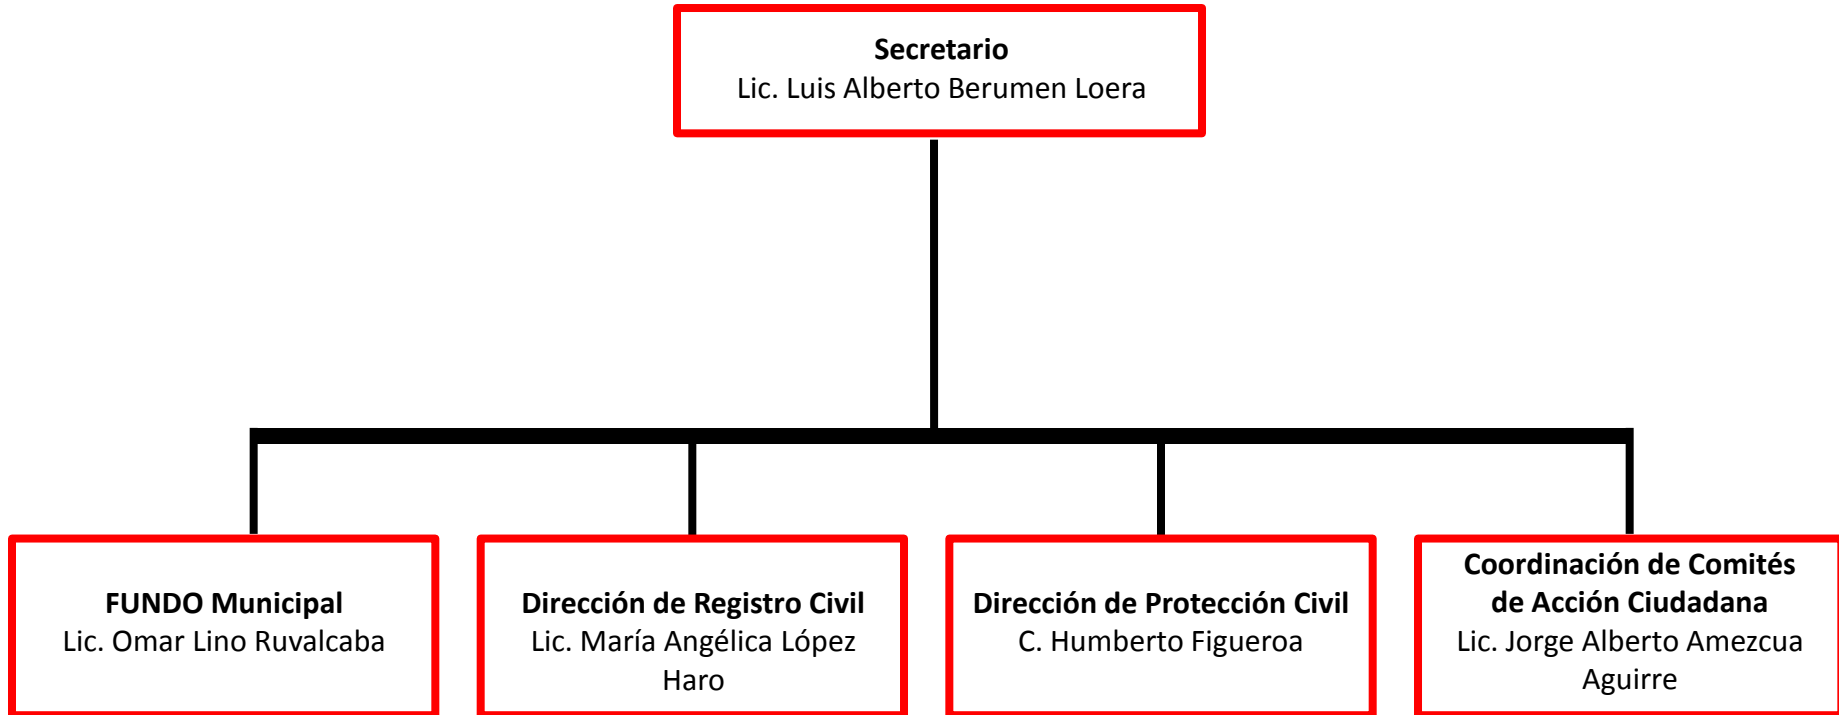 Secretario
Lic. Luis Alberto Berumen Loera
FUNDO Municipal
Lic. Omar Lino Ruvalcaba
Dirección de Registro Civil
Lic. María Angélica López
Haro
Dirección de Protección Civil
C. Humberto Figueroa
Coordinación de Comités
de Acción Ciudadana
Lic. Jorge Alberto Amezcua
Aguirre